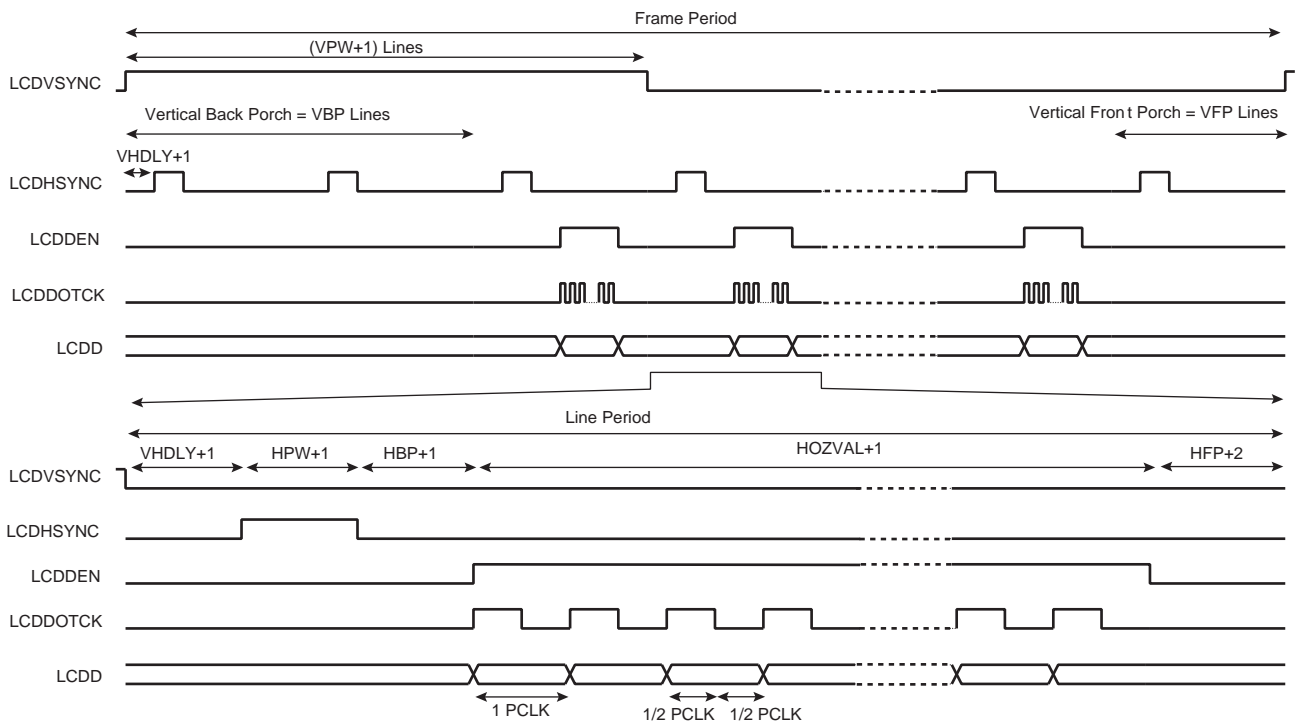 Frame Period
(VPW+1) Lines
LCDVSYNC
Vertical Back Porch = VBP Lines
Vertical Front Porch = VFP Lines
VHDLY+1
LCDHSYNC
LCDDEN
LCDDOTCK
LCDD
Line Period
VHDLY+1 HPW+1 HBP+1 HOZVAL+1 HFP+2
LCDVSYNC
LCDHSYNC
LCDDEN
LCDDOTCK
LCDD
1 PCLK 1/2 PCLK 1/2 PCLK